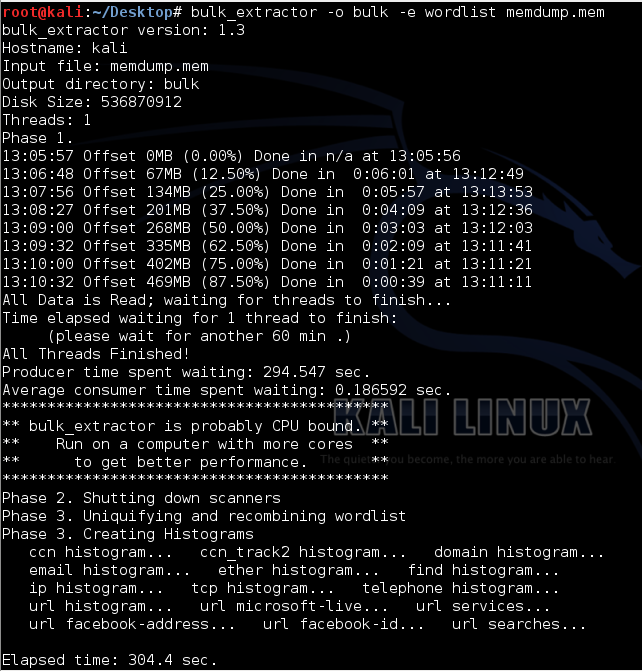 root@kali:~/Desktop# bulk_extractor -o bulk -e wordlist memdump.mem
bulk_extractor version: 1.3
Hostname: kali
Input file: memdump.mem
Output directory: bulk
Disk Size: 536870912
Threads: 1
Phase 1.
13:05:57 Offset 0MB (0.00%) Done in n/a at 13:05:56
13:06:48 Offset 67MB (12.50%) Done in  0:06:01 at 13:12:49
13:07:56 Offset 134MB (25.00%) Done in  0:05:57 at 13:13:53
13:08:27 Offset 201MB (37.50%) Done in  0:04:09 at 13:12:36
13:09:00 Offset 268MB (50.00%) Done in  0:03:03 at 13:12:03
13:09:32 Offset 335MB (62.50%) Done in  0:02:09 at 13:11:41
13:10:00 Offset 402MB (75.00%) Done in  0:01:21 at 13:11:21
13:10:32 Offset 469MB (87.50%) Done in  0:00:39 at 13:11:11
All Data is Read; waiting for threads to finish...
Time elapsed waiting for 1 thread to finish:
     (please wait for another 60 min .)
All Threads Finished!
Producer time spent waiting: 294.547 sec.
Average consumer time spent waiting: 0.186592 sec.
*******************************************
** bulk_extractor is probably CPU bound. **
**    Run on a computer with more cores  **
**      to get better performance.       **
*******************************************
KALI LINUX
The quieter you become, the more you are able to hear.
Phase 2. Shutting down scanners
Phase 3. Uniquifying and recombining wordlist
Phase 3. Creating Histograms
   ccn histogram...   ccn_track2 histogram...   domain histogram...
   email histogram...   ether histogram...   find histogram...
   ip histogram...   tcp histogram...   telephone histogram...
   url histogram...   url microsoft-live...   url services...
   url facebook-address...   url facebook-id...   url searches...

Elapsed time: 304.4 sec.